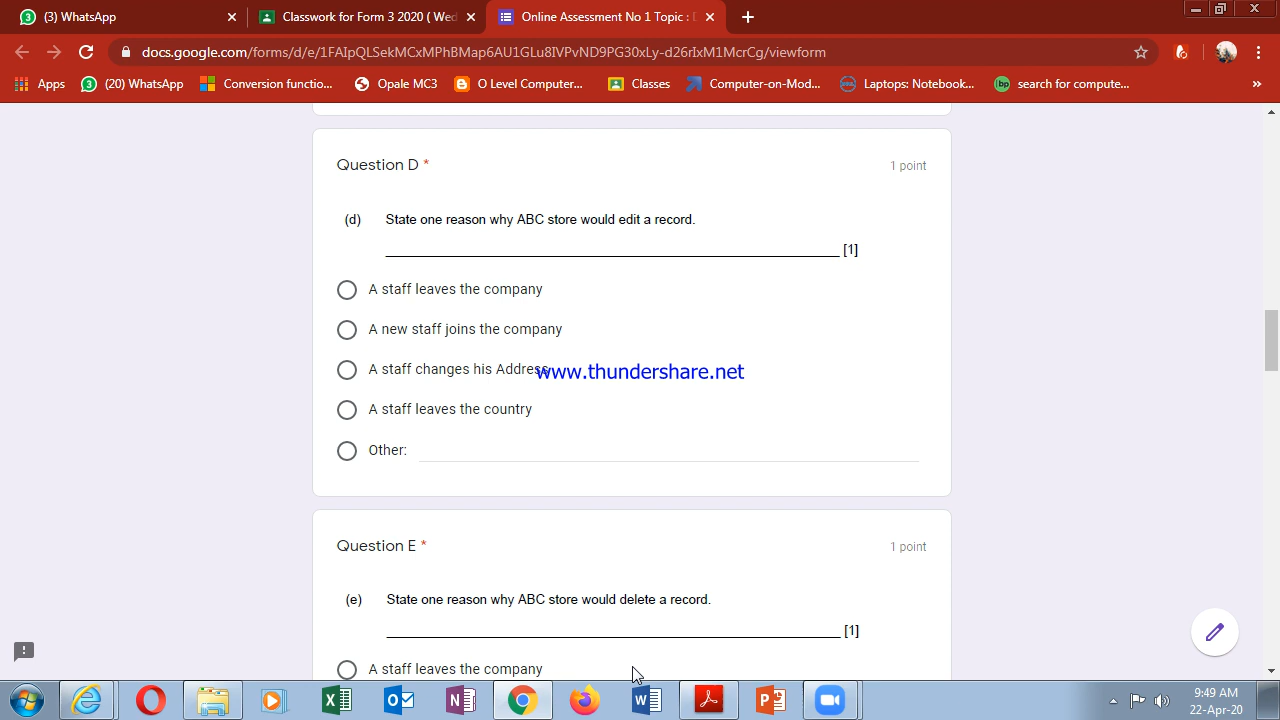 (3) WhatsApp
Classwork for Form 3 2020 ( Wed
Online Assessment No 1 Topic :
docs.google.com/forms/d/e/1FAIpQLSekMCxMPhBMap6AU1GLu8IVPvND9PG30xLy-d26rIxM1McrCg/viewform
Apps
(20) WhatsApp
Conversion functio...
Opale MC3
O Level Computer...
Classes
Computer-on-Mod...
Laptops: Notebook...
search for compute...
»
Question D *
1 point
(d) State one reason why ABC store would edit a record.
[1]
A staff leaves the company
A new staff joins the company
A staff changes his Address
www.thundershare.net
A staff leaves the country
Other:
Question E *
1 point
(e) State one reason why ABC store would delete a record.
[1]
A staff leaves the company
9:49 AM
22-Apr-20